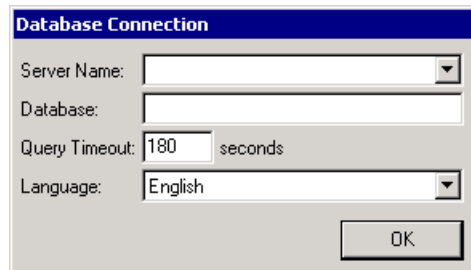 Database Connection
Server Name:
Database:
Query Timeout: 180 seconds
Language: English
OK